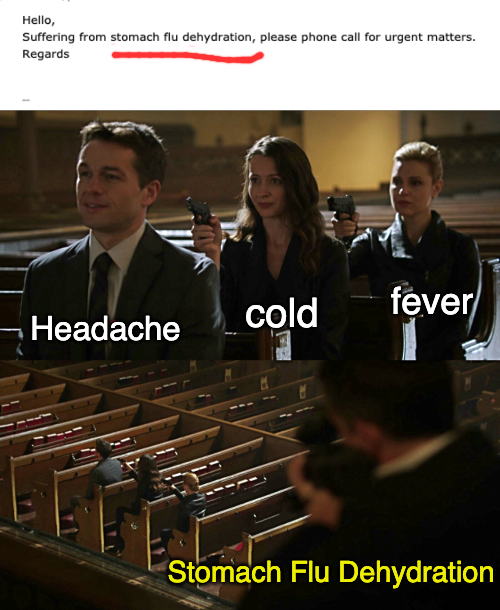 Hello,
Suffering from stomach flu dehydration, please phone call for urgent matters.
Regards
--
Headache
cold
fever
Stomach Flu Dehydration